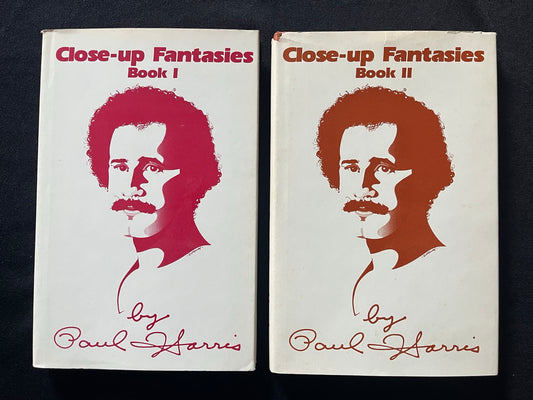 Close-up Fantasies
Book I
by
Paul Harris
Close-up Fantasies
Book II
by
Paul Harris